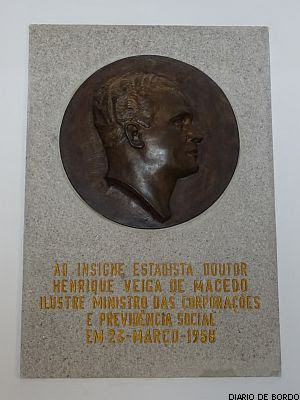 AO INSIGNE ESTADISTA DOUTOR
HENRIQUE VEIGA DE MACEDO
ILUSTRE MINISTRO DAS CORPORAÇÕES
E PREVIDÊNCIA SOCIAL
EM 23-MARÇO-1958
DIARIO DE BORDO